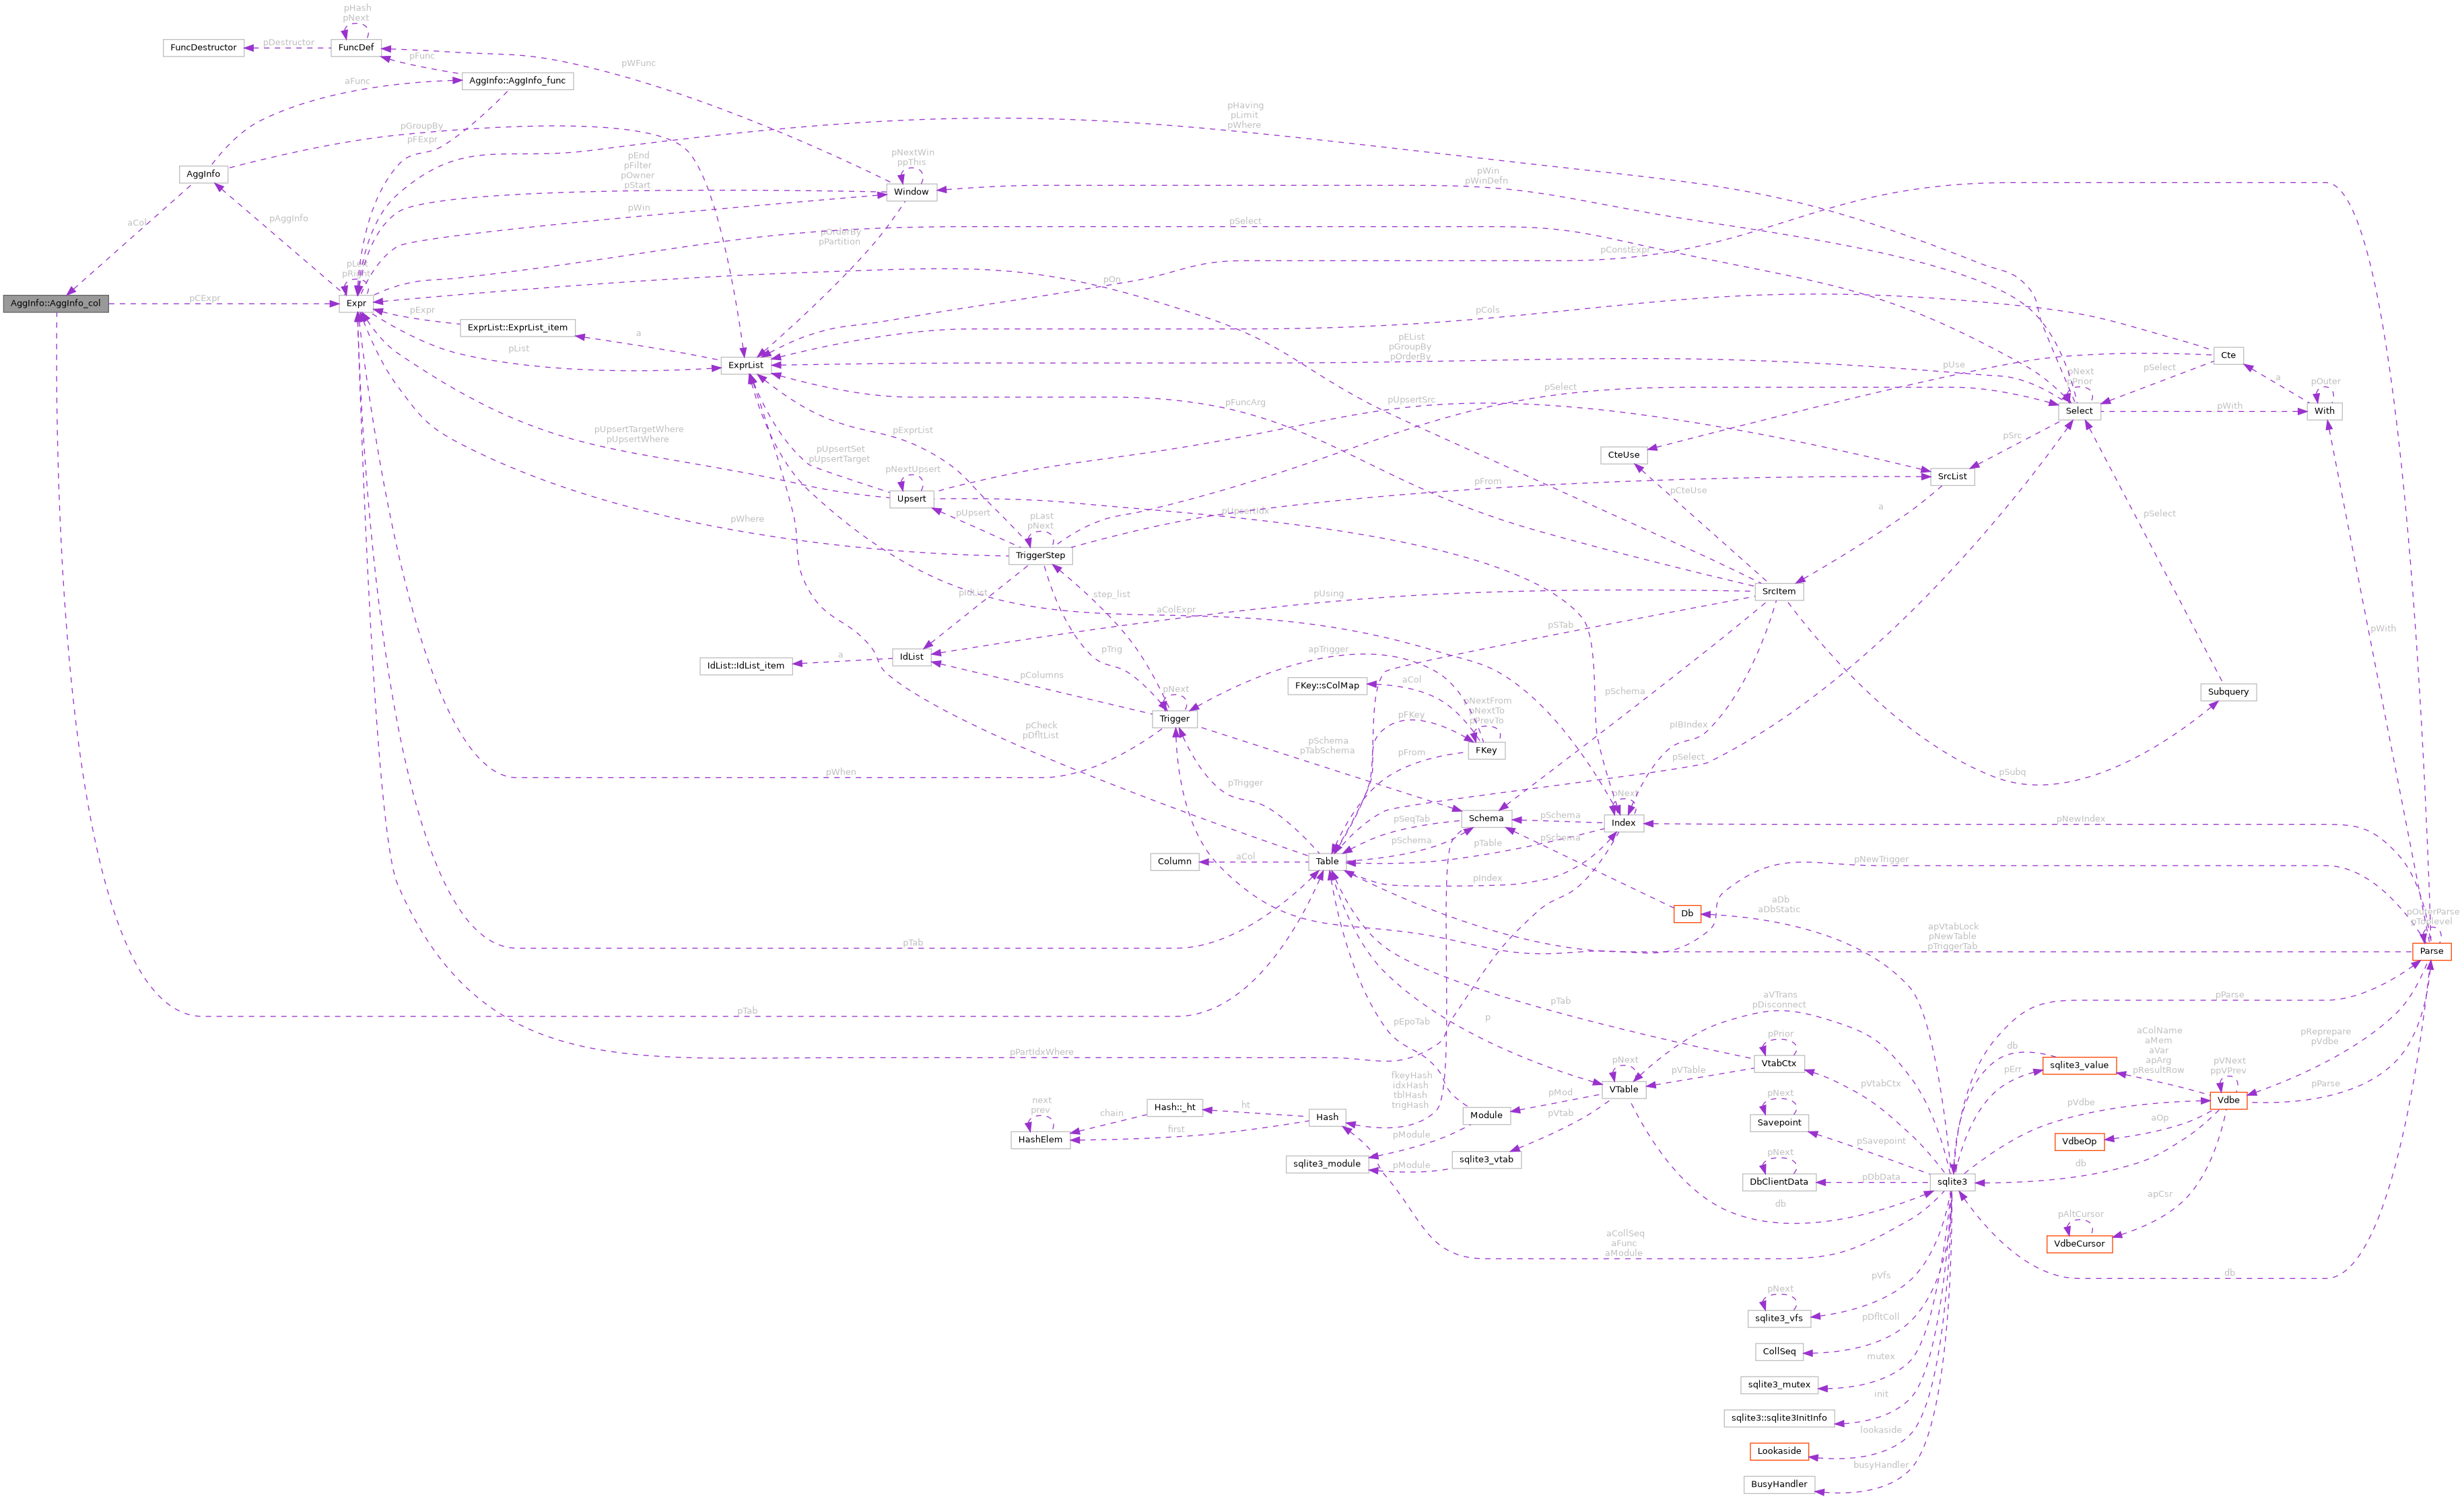 pHash
pNext
FuncDestructor
pDestructor
FuncDef
pFunc
pWFunc
aFunc
AggInfo::AggInfo_func
pHaving
pLimit
pWhere
pGroupBy
pFExpr
pEnd
pFilter
pOwner
pStart
pNextWin
ppThis
AggInfo
Window
pWin
pWinDefn
pWin
pAggInfo
aCol
pSelect
pOrderBy
pPartition
pConstExpr
pLeft
pRight
pOn
AggInfo::AggInfo_col
pCExpr
Expr
pExpr
ExprList::ExprList_item
a
pCols
pList
ExprList
pEList
pGroupBy
pOrderBy
Cte
pUse
pSelect
a
pNext
pPrior
pOuter
pSelect
pUpsertSrc
pFuncArg
Select
pWith
With
pUpsertTargetWhere
pUpsertWhere
pExprList
pUpsertSet
pUpsertTarget
pSrc
CteUse
pNextUpsert
SrcList
pFrom
pCteUse
Upsert
a
pUpsert
pUpsertIdx
pLast
pNext
pSelect
pWhere
TriggerStep
pIdList
step_list
pUsing
SrcItem
aColExpr
pSTab
pWith
pTrig
apTrigger
IdList::IdList_item
a
IdList
pColumns
aCol
FKey::sColMap
pSchema
Subquery
pNext
pNextFrom
pNextTo
pPrevTo
pFKey
Trigger
pCheck
pDfltList
pIBIndex
pSchema
pTabSchema
pFrom
FKey
pSelect
pWhen
pTrigger
pSubq
pNext
pSeqTab
Schema
pSchema
Index
pNewIndex
pSchema
pTable
pSchema
Column
aCol
Table
pNewTrigger
pIndex
aDb
aDbStatic
Db
pOuterParse
pToplevel
apVtabLock
pNewTable
pTriggerTab
pTab
Parse
aVTrans
pDisconnect
pParse
pTab
pTab
p
pEpoTab
pPartIdxWhere
pPrior
db
aColName
aMem
aVar
apArg
pResultRow
pReprepare
pVdbe
pNext
VtabCtx
sqlite3_value
pErr
pVNext
ppVPrev
fkeyHash
idxHash
tblHash
trigHash
pVTable
pVtabCtx
pParse
VTable
pMod
next
prev
Hash::_ht
ht
Hash
Module
pVtab
pNext
pVdbe
Vdbe
chain
Savepoint
aOp
HashElem
first
pModule
pSavepoint
VdbeOp
pNext
sqlite3_module
pModule
sqlite3_vtab
db
DbClientData
pDbData
sqlite3
db
apCsr
pAltCursor
aCollSeq
aFunc
aModule
VdbeCursor
pVfs
db
pNext
sqlite3_vfs
pDfltColl
CollSeq
mutex
sqlite3_mutex
init
sqlite3::sqlite3InitInfo
lookaside
Lookaside
busyHandler
BusyHandler